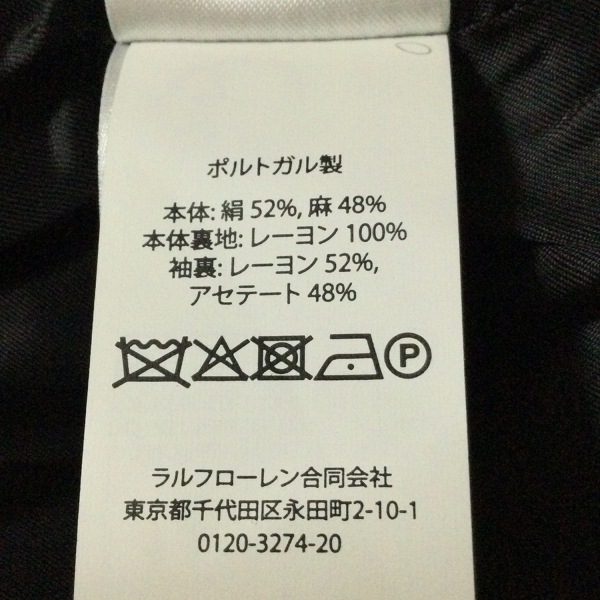 ポルトガル製
本体: 絹 52%, 麻 48%
本体裏地: レーヨン 100%
袖裏: レーヨン 52%,
アセテート 48%
P
ラルフローレン合同会社
東京都千代田区永田町2-10-1
0120-3274-20